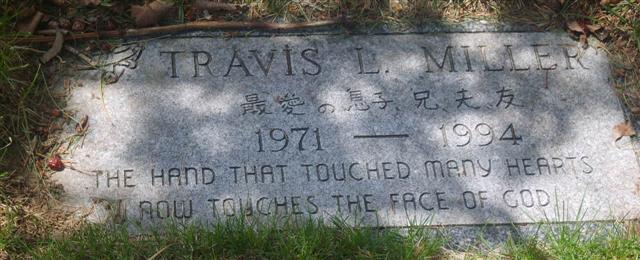 TRAVIS L. MILLER
最愛の息子、兄、夫、友
1971 — 1994
THE HAND THAT TOUCHED MANY HEARTS
NOW TOUCHES THE FACE OF GOD